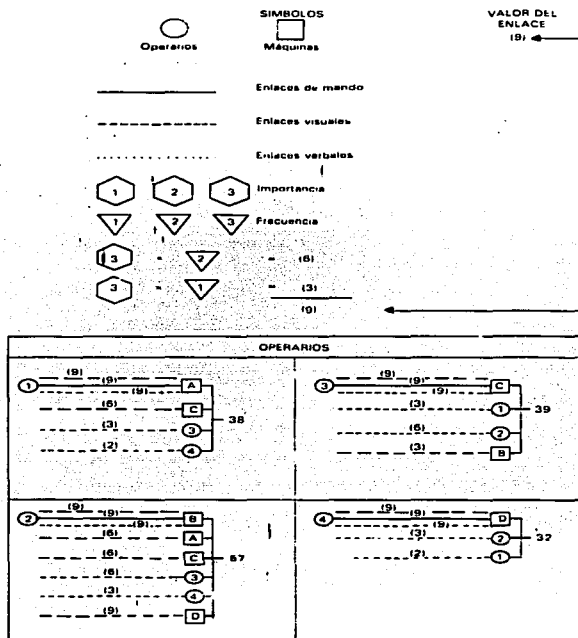 SIMBOLOS
VALOR DEL
ENLACE
(9)
Operarios
Máquinas
Enlaces de mando
Enlaces visuales
Enlaces verbales
1 2 3 Importancia
1 2 3 Frecuencia
3 - 2 - (6)
3 - 1 - (3)
(9)
OPERARIOS
(9)
1 (9) A
(9)
(6) C
38
(3) 3
(2) 4
(9)
3 (9) C
(9)
(3) 1
39
(6) 2
(3) B
(9)
2 (9) B
(9)
(6) A
(6) C
57
(6) 3
(3) 4
(9) D
(9)
4 (9) D
(9)
(3) 2
32
(2) 1